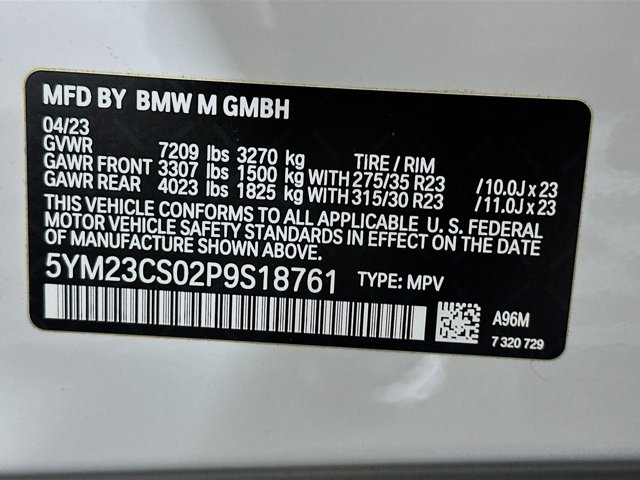 MFD BY BMW M GMBH
04/23
GVWR 7209 lbs 3270 kg TIRE / RIM
GAWR FRONT 3307 lbs 1500 kg WITH 275/35 R23 /10.0J x 23
GAWR REAR 4023 lbs 1825 kg WITH 315/30 R23 /11.0J x 23
THIS VEHICLE CONFORMS TO ALL APPLICABLE U. S. FEDERAL
MOTOR VEHICLE SAFETY STANDARDS IN EFFECT ON THE DATE
OF MANUFACTURE SHOWN ABOVE.
5YM23CS02P9S18761 TYPE: MPV
A96M
7 320 729